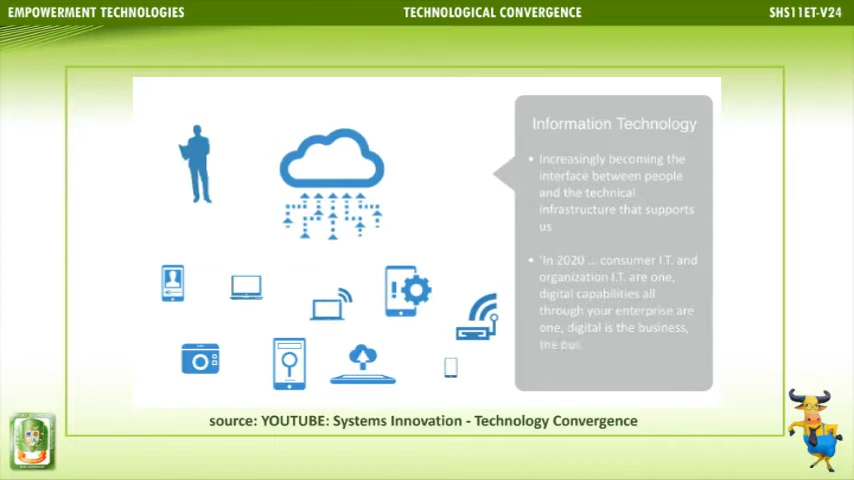 EMPOWERMENT TECHNOLOGIES
TECHNOLOGICAL CONVERGENCE
SHS11ET-V24
Information Technology
• Increasingly becoming the
interface between people
and the technical
infrastructure that supports
us
• 'In 2020 ... consumer I.T. and
organization I.T. are one,
digital capabilities all
through your enterprise are
one, digital is the business,
the
source: YOUTUBE: Systems Innovation - Technology Convergence